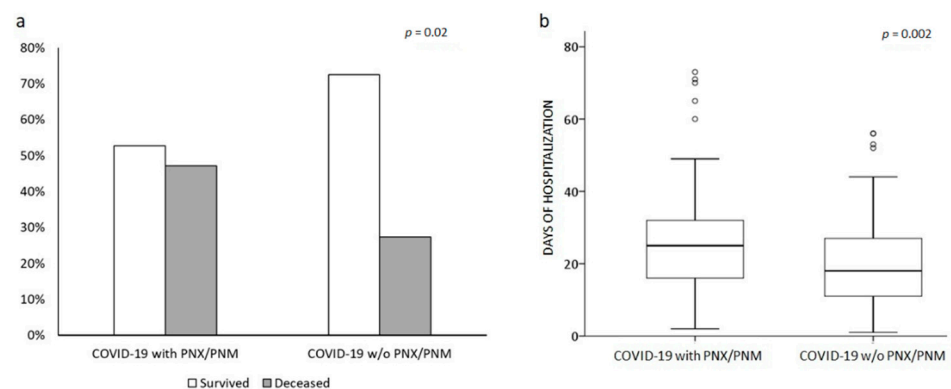 a
p = 0.02
80%
70%
60%
50%
40%
30%
20%
10%
0%
COVID-19 with PNX/PNM
COVID-19 w/o PNX/PNM
Survived
Deceased
b
p = 0.002
DAYS OF HOSPITALIZATION
80
60
40
20
0
COVID-19 with PNX/PNM
COVID-19 w/o PNX/PNM